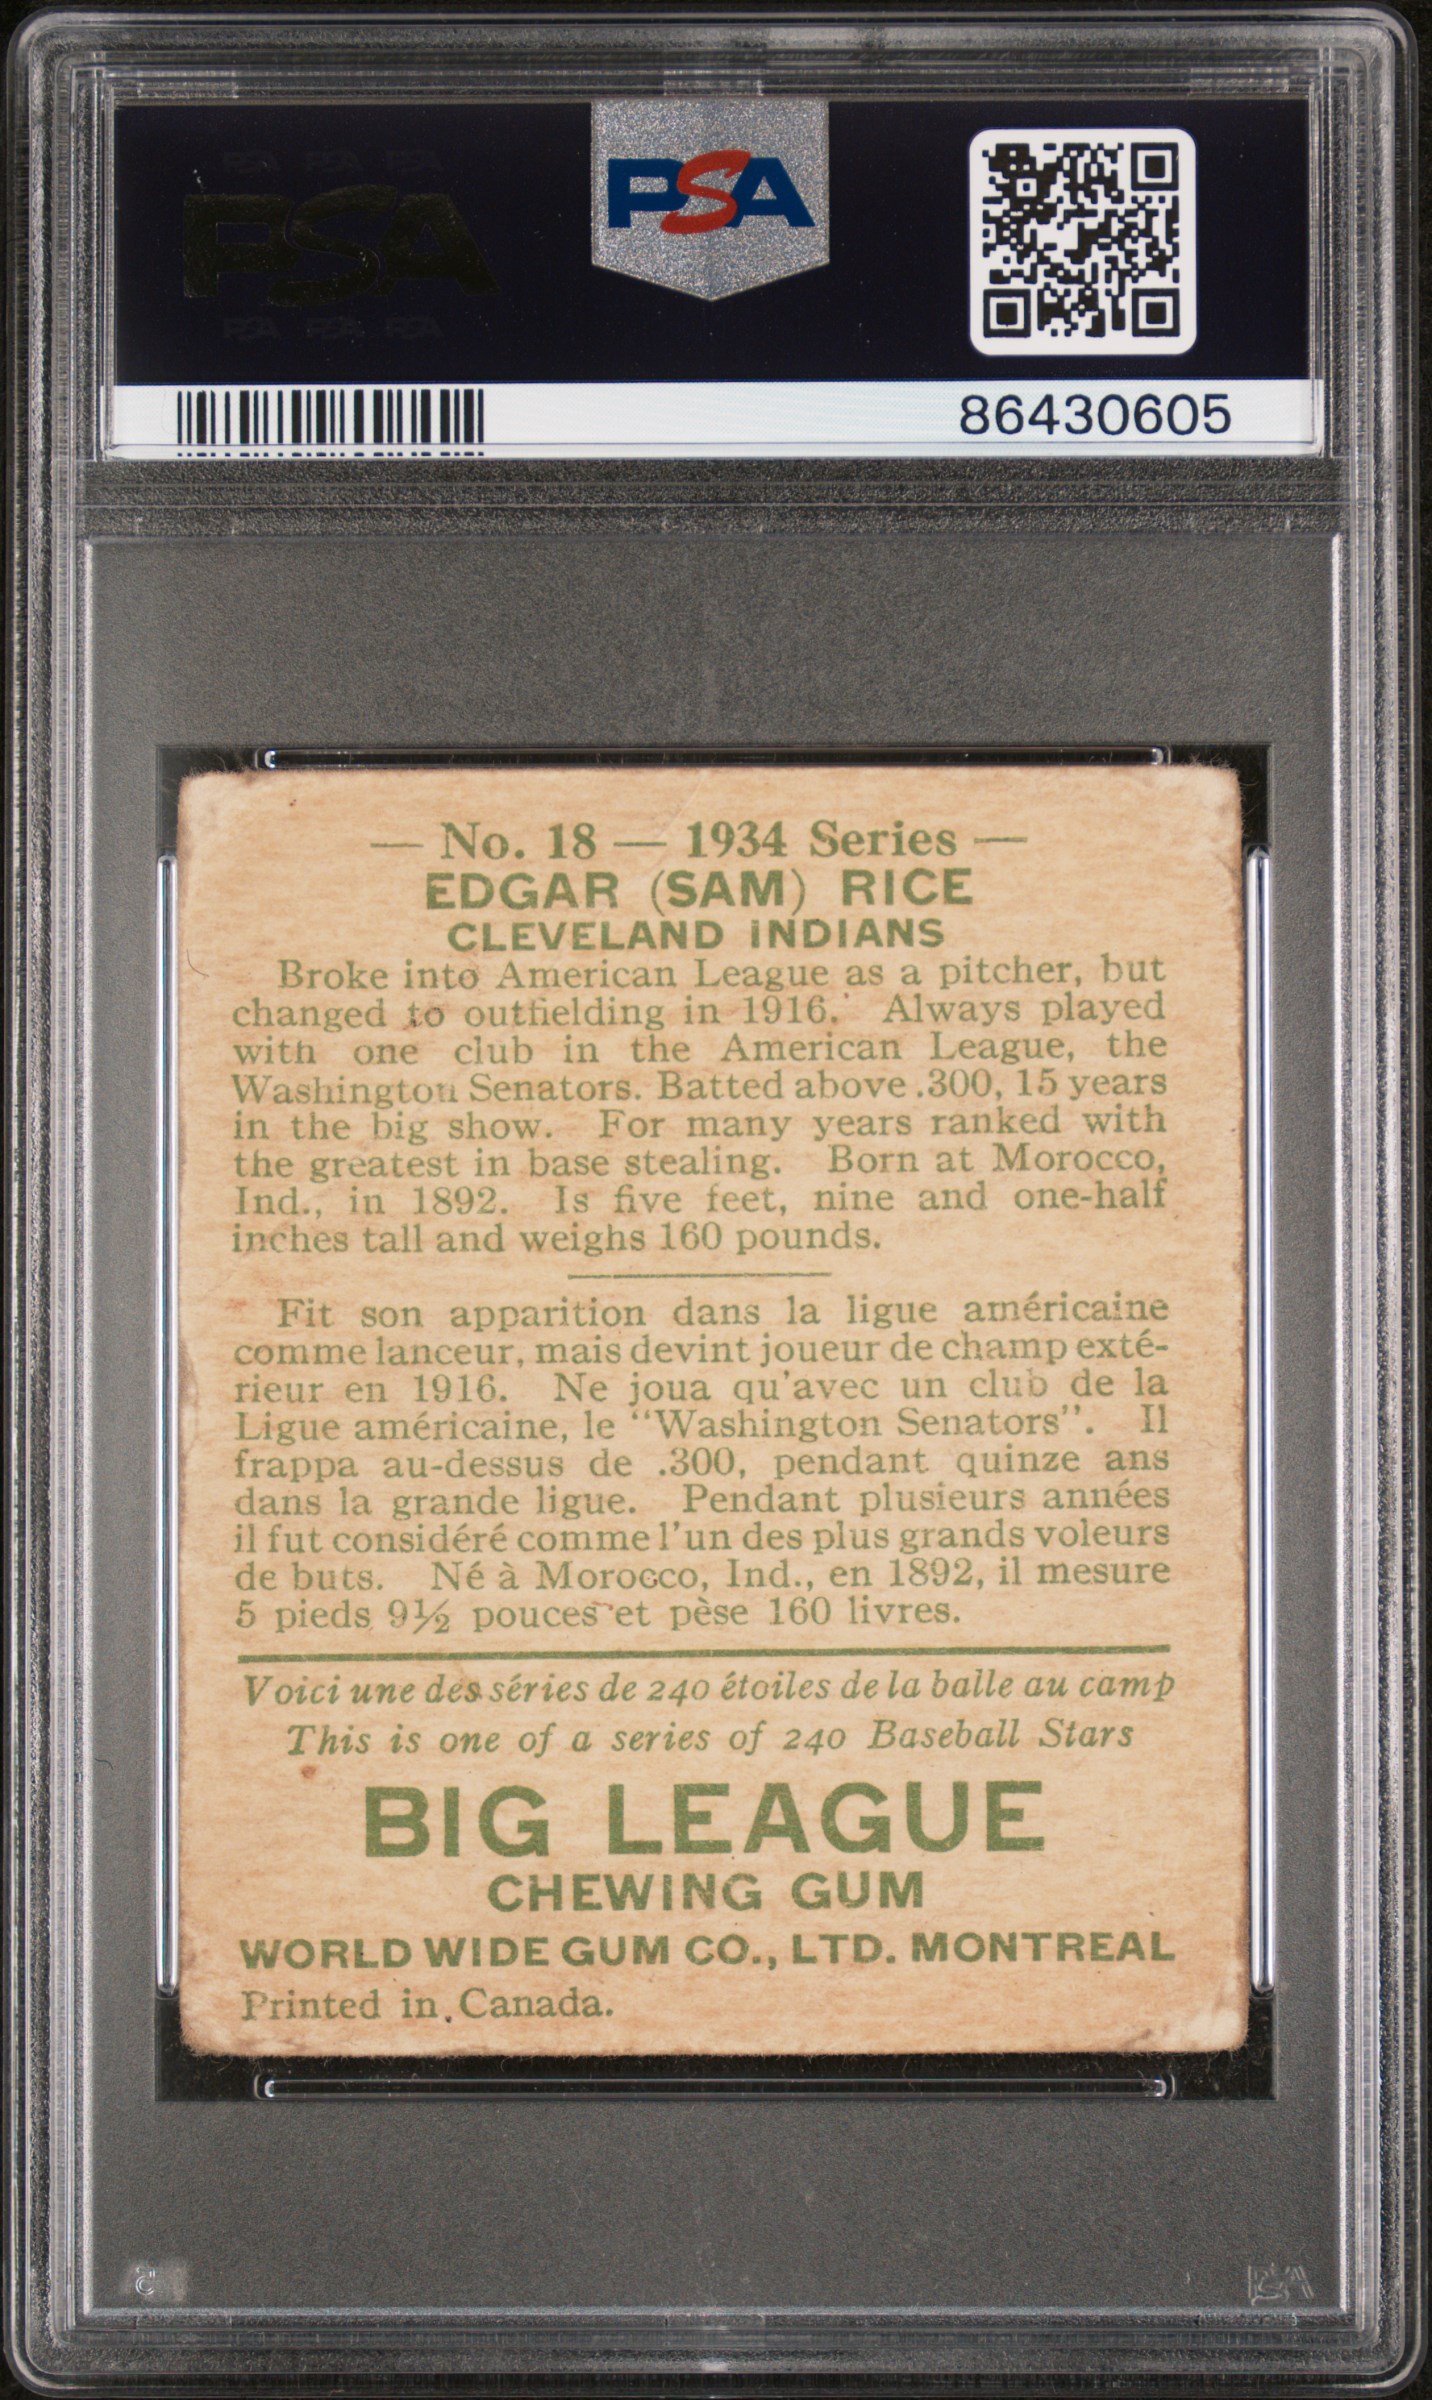 PSA
PSA
86430605
— No. 18 — 1934 Series —
EDGAR (SAM) RICE
CLEVELAND INDIANS
Broke into American League as a pitcher, but
changed to outfielding in 1916. Always played
with one club in the American League, the
Washington Senators. Batted above .300, 15 years
in the big show. For many years ranked with
the greatest in base stealing. Born at Morocco,
Ind., in 1892. Is five feet, nine and one-half
inches tall and weighs 160 pounds.
Fit son apparition dans la ligue américaine
comme lanceur, mais devint joueur de champ exté-
rieur en 1916. Ne joua qu'avec un club de la
Ligue américaine, le "Washington Senators". Il
frappa au-dessus de .300, pendant quinze ans
dans la grande ligue. Pendant plusieurs années
il fut considéré comme l'un des plus grands voleurs
de buts. Né à Morocco, Ind., en 1892, il mesure
5 pieds 9½ pouces et pèse 160 livres.
Voici une des séries de 240 étoiles de la balle au camp
This is one of a series of 240 Baseball Stars
BIG LEAGUE
CHEWING GUM
WORLD WIDE GUM CO., LTD. MONTREAL
Printed in Canada.